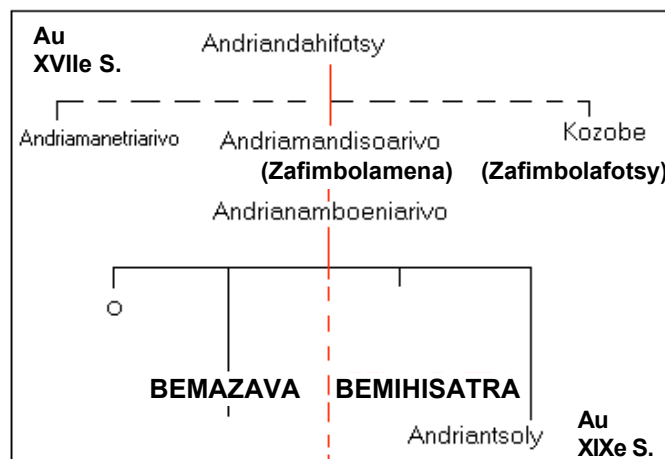 Au
XVIIe S.
Andriandahifotsy
Andriamanetriarivo
Andriamandisoarivo
Kozobe
(Zafimbolamena)
(Zafimbolafotsy)
Andrianamboeniarivo
BEMAZAVA
BEMIHISATRA
Andriantsoly
Au
XIXe S.